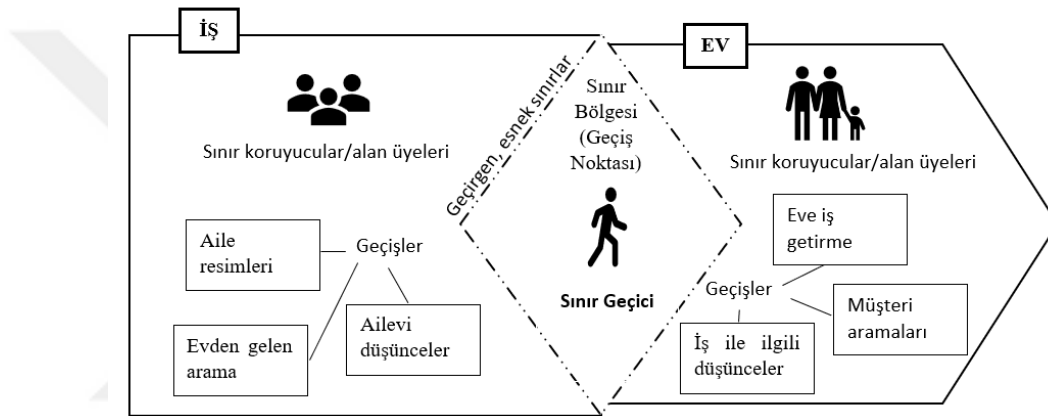 İŞ
EV
Sınır koruyucular/alan üyeleri
Geçirgen, esnek sınırlar
Sınır
Bölgesi
(Geçiş
Noktası)
Sınır koruyucular/alan üyeleri
Aile
resimleri
Geçişler
Evden gelen
arama
Ailevi
düşünceler
Sınır Geçici
Eve iş
getirme
Geçişler
Müşteri
aramaları
İş ile ilgili
düşünceler